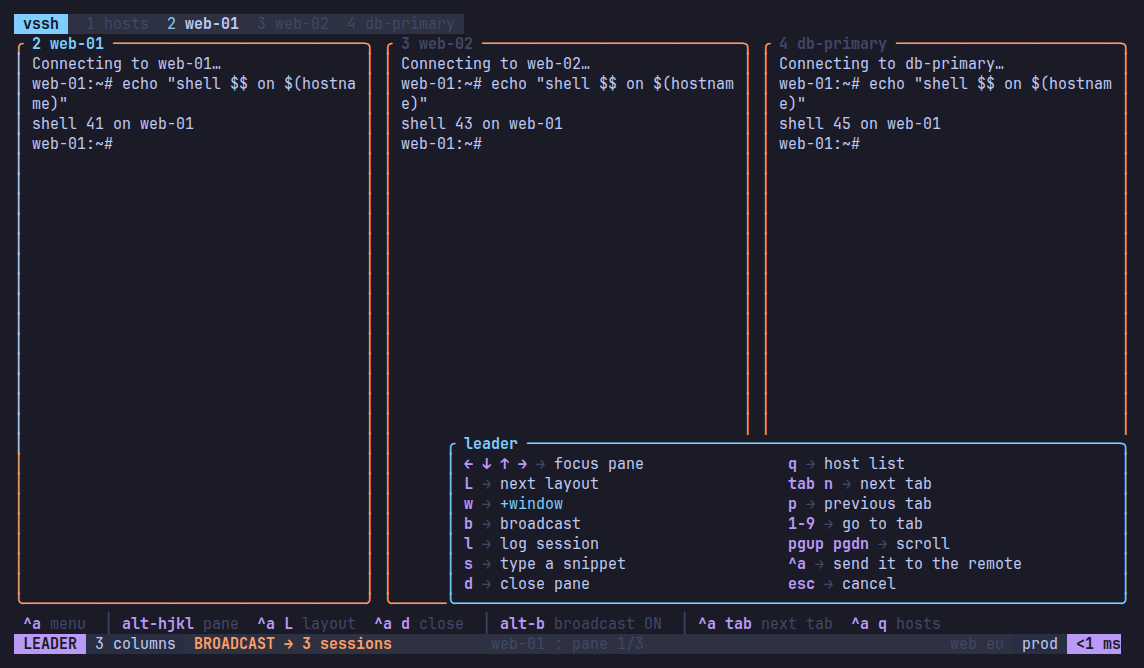 vssh 1 hosts 2 web-01 3 web-02 4 db-primary
2 web-01
Connecting to web-01…
web-01:~# echo "shell $$ on $(hostna
me)"
shell 41 on web-01
web-01:~#
3 web-02
Connecting to web-02…
web-01:~# echo "shell $$ on $(hostnam
e)"
shell 43 on web-01
web-01:~#
4 db-primary
Connecting to db-primary…
web-01:~# echo "shell $$ on $(hostnam
e)"
shell 45 on web-01
web-01:~#
leader
← ↓ ↑ → → focus pane
L → next layout
w → +window
b → broadcast
l → log session
s → type a snippet
d → close pane
q → host list
tab n → next tab
p → previous tab
1-9 → go to tab
pgup pgdn → scroll
^a → send it to the remote
esc → cancel
^a menu │ alt-hjkl pane ^a L layout ^a d close │ alt-b broadcast ON │ ^a tab next tab ^a q hosts
LEADER 3 columns BROADCAST → 3 sessions web-01 : pane 1/3 web eu prod <1 ms